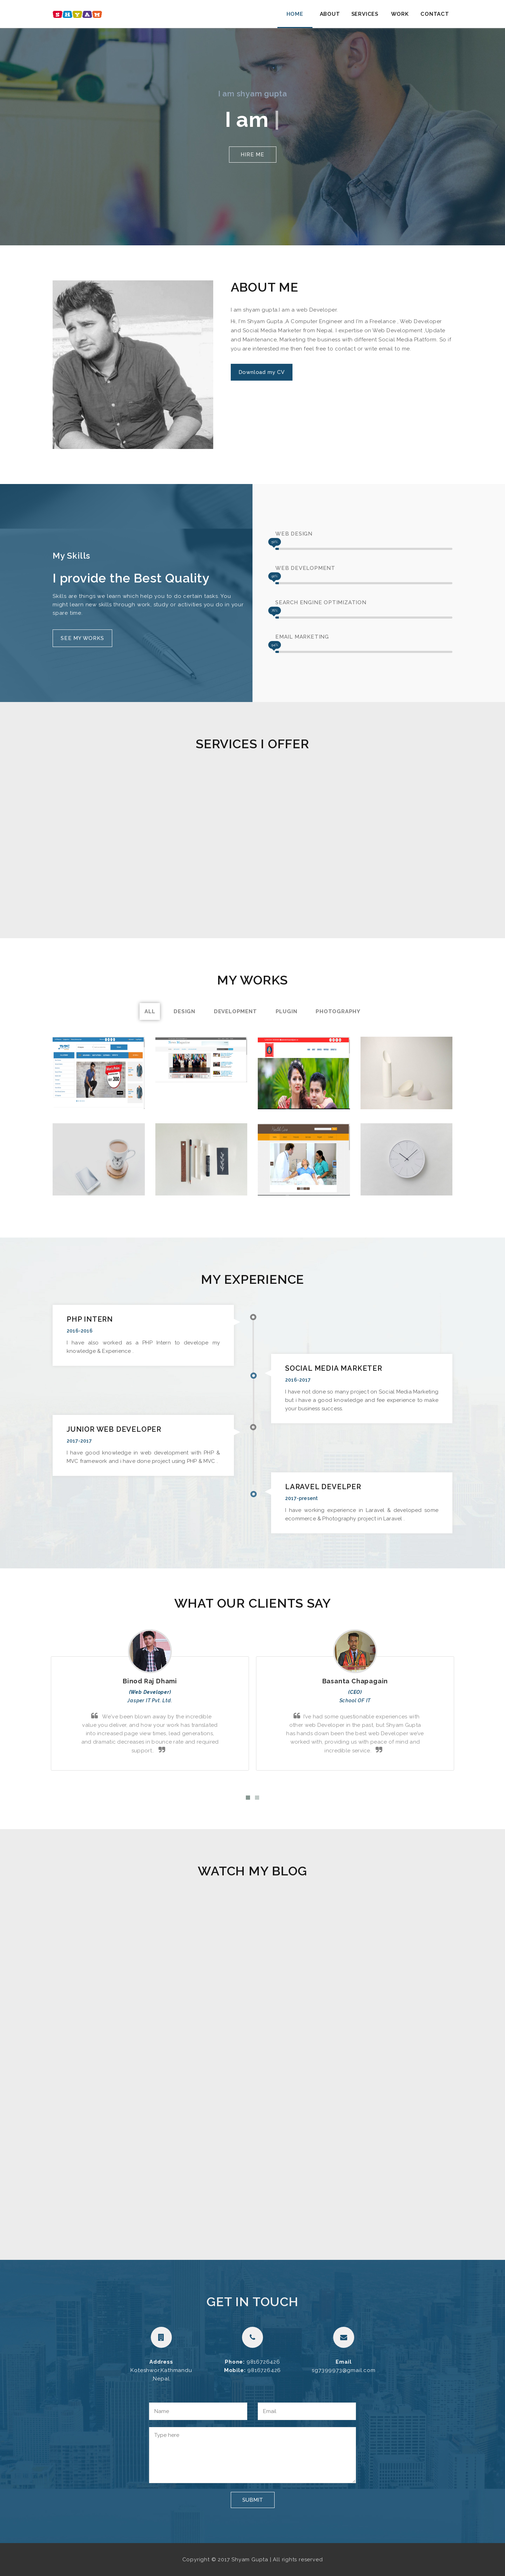 SHYAM
HOME ABOUT SERVICES WORK CONTACT
I am shyam gupta
I am |
HIRE ME
ABOUT ME
I am shyam gupta,I am a web Developer.
Hi. I'm Shyam Gupta. A Computer Engineer and I'm a Freelance . Web Developer
and Social Media Marketer from Nepal. I expertise on Web Development ,Update
and Maintenance, Marketing the business with different Social Media Platform. So if
you are interested me then feel free to contact or write email to me.
Download my CV
My Skills
I provide the Best Quality
Skills are things we learn which help you to do certain tasks. You
might learn new skills through work, study or activities you do in your
spare time.
SEE MY WORKS
WEB DESIGN
WEB DEVELOPMENT
SEARCH ENGINE OPTIMIZATION
EMAIL MARKETING
SERVICES I OFFER
MY WORKS
ALL DESIGN DEVELOPMENT PLUGIN PHOTOGRAPHY
MY EXPERIENCE
PHP INTERN
2016-2016
I have also worked as a PHP Intern to develope my
knowledge & Experience .
SOCIAL MEDIA MARKETER
2016-2017
I have not done so many project on Social Media Marketing
but i have a good knowledge and fee experience to make
your business success.
JUNIOR WEB DEVELOPER
2017-2017
I have good knowledge in web development with PHP &
MVC framework and i have done project using PHP & MVC .
LARAVEL DEVELPER
2017-present
I have working experience in Laravel & developed some
ecommerce & Photography project in Laravel .
WHAT OUR CLIENTS SAY
Binod Raj Dhami
(Web Developer)
Jasper IT Pvt. Ltd.
We've been blown away by the incredible
value you deliver and how your work has translated
into increased page view times, lead generations,
and dramatic decreases in bounce rate and required
support.
Basanta Chapagain
(CEO)
School OF IT
I've had some questionable experiences with
other web Developer in the past, but Shyam Gupta
has hands down been the best web Developer we've
worked with, providing us with peace of mind and
incredible service.
WATCH MY BLOG
GET IN TOUCH
Address
Koteshwor,Kathmandu
,Nepal,
Phone: 9816726426
Mobile: 9816726426
Email
sg7399973@gmail.com
Name
Email
Type here
SUBMIT
Copyright © 2017 Shyam Gupta | All rights reserved